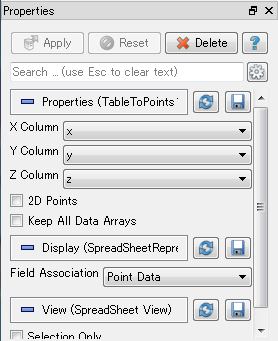 Properties
Apply Reset Delete ?
Search ... (use Esc to clear text)
Properties (TableToPoints
X Column x
Y Column y
Z Column z
2D Points
Keep All Data Arrays
Display (SpreadSheetRepre
Field Association Point Data
View (SpreadSheet View)
Selection Only